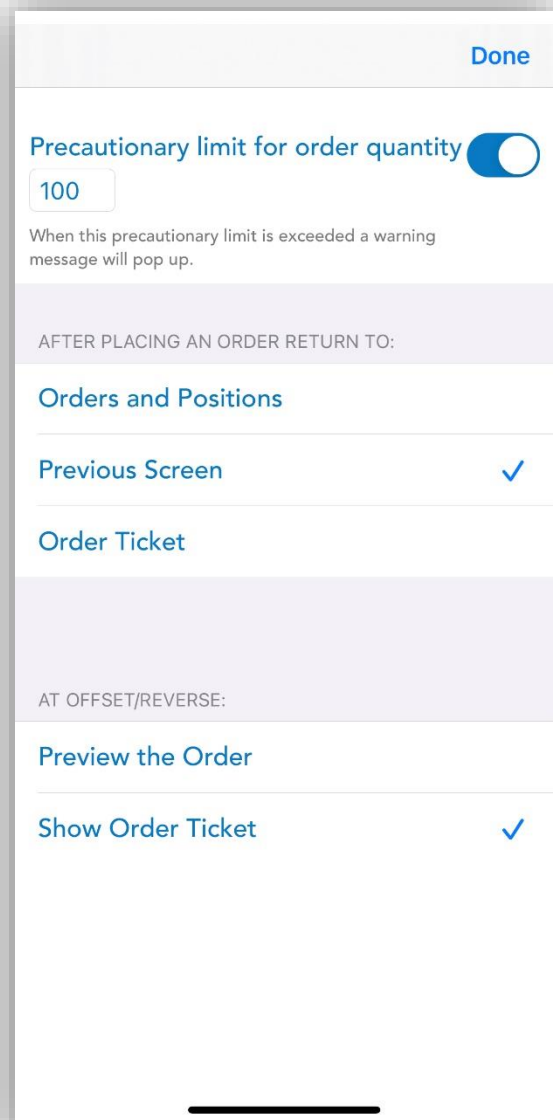 Done
Precautionary limit for order quantity
100
When this precautionary limit is exceeded a warning
message will pop up.
AFTER PLACING AN ORDER RETURN TO:
Orders and Positions
Previous Screen
Order Ticket
AT OFFSET/REVERSE:
Preview the Order
Show Order Ticket